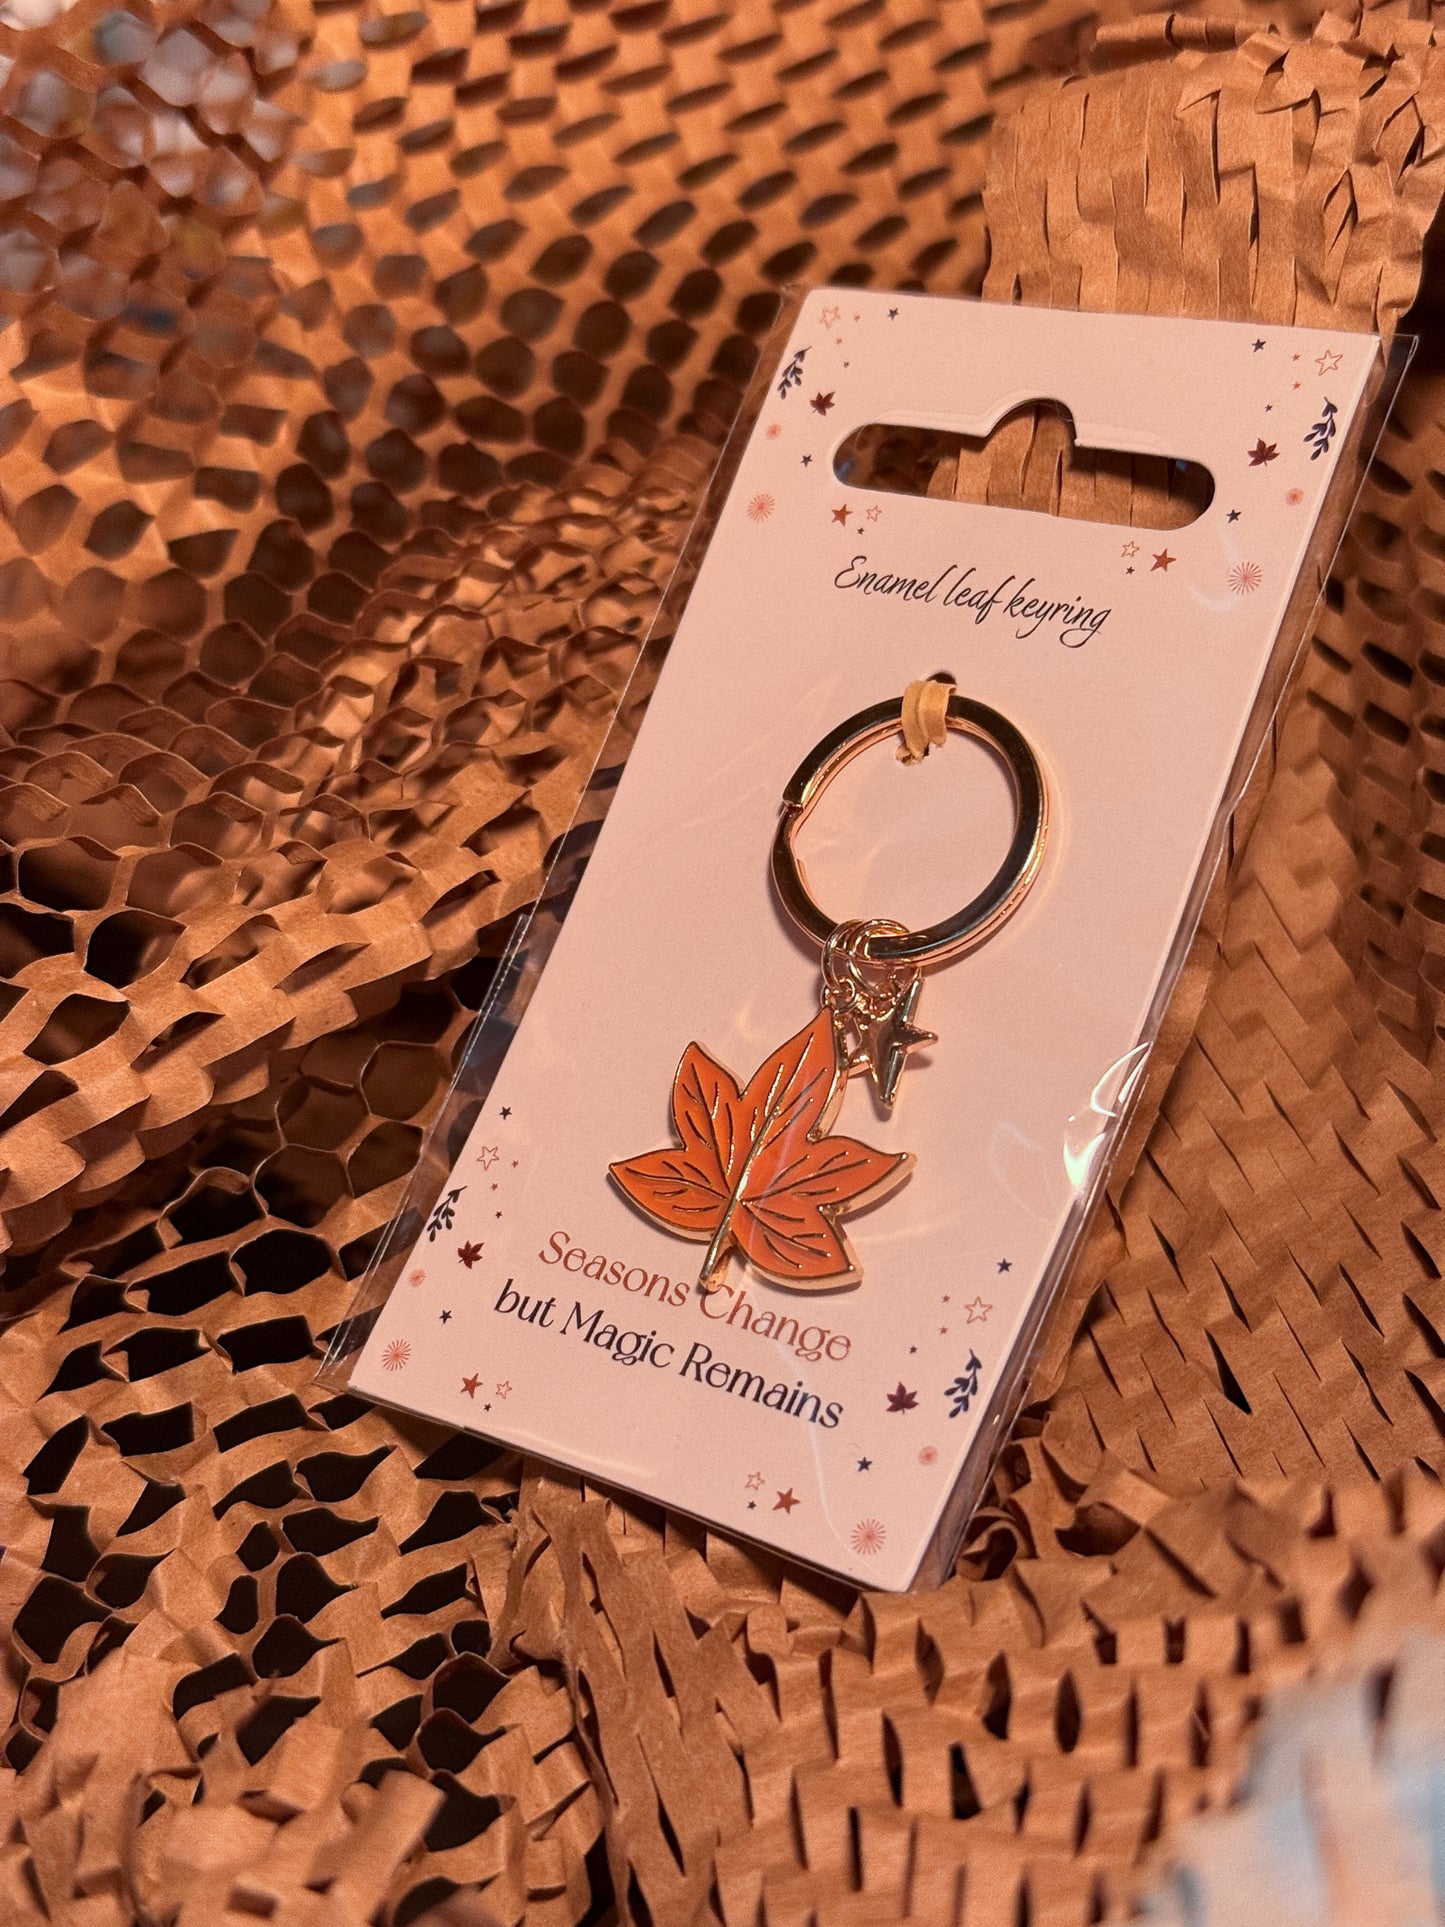 Enamel leaf keyring
Seasons Change
but Magic Remains